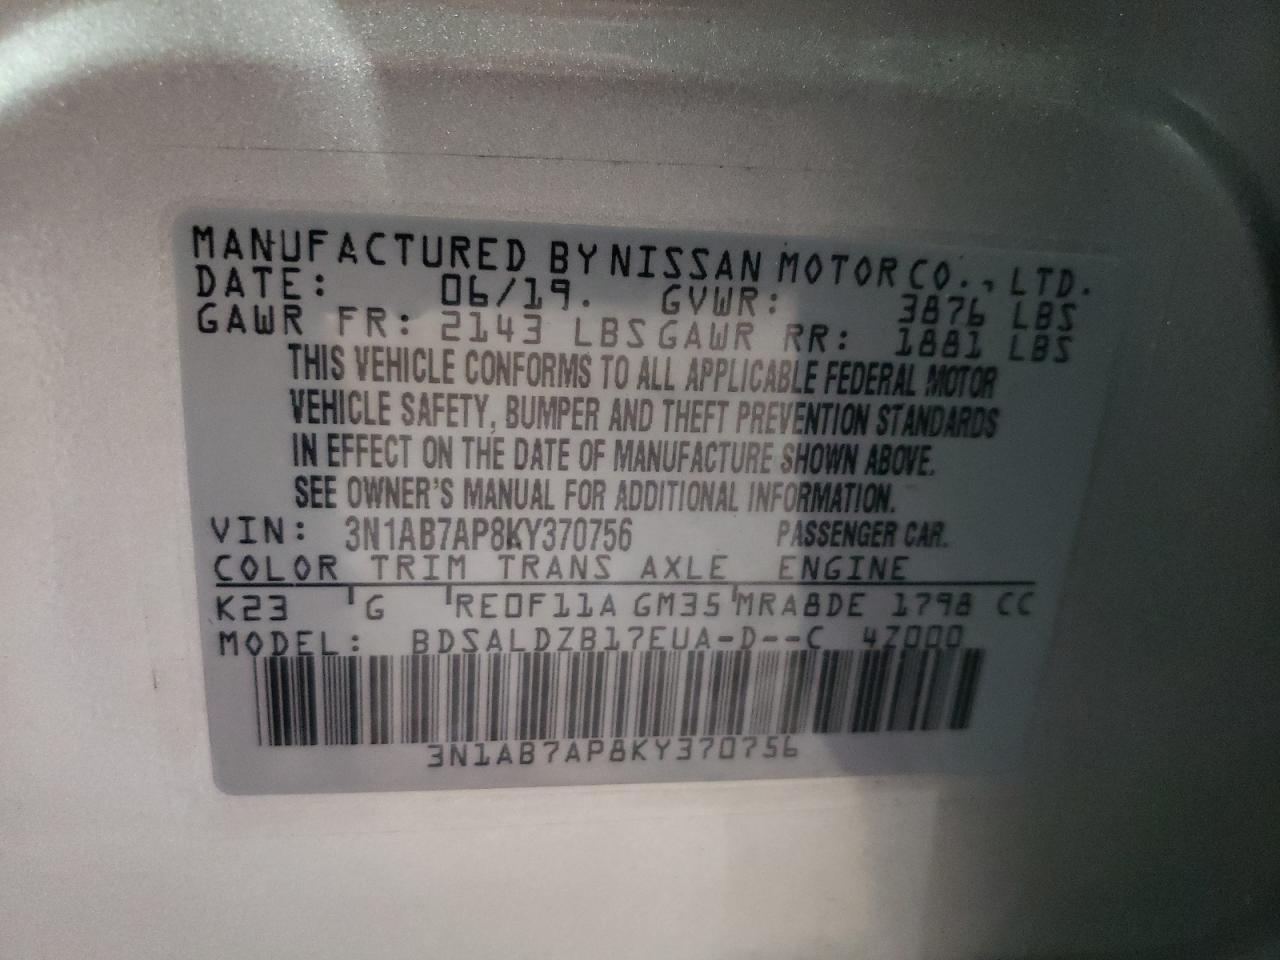 MANUFACTURED BY NISSAN MOTOR CO., LTD.
DATE: 06/19. GVWR: 3876 LBS
GAWR FR: 2143 LBS GAWR RR: 1881 LBS
THIS VEHICLE CONFORMS TO ALL APPLICABLE FEDERAL MOTOR
VEHICLE SAFETY, BUMPER AND THEFT PREVENTION STANDARDS
IN EFFECT ON THE DATE OF MANUFACTURE SHOWN ABOVE.
SEE OWNER'S MANUAL FOR ADDITIONAL INFORMATION.
VIN: 3N1AB7AP8KY370756 PASSENGER CAR.
COLOR TRIM TRANS AXLE ENGINE
K23 G RE0F11A GM35 MRA8DE 1798 CC
MODEL: BDSALDZB17EUA-D--C 4Z000
3N1AB7AP8KY370756